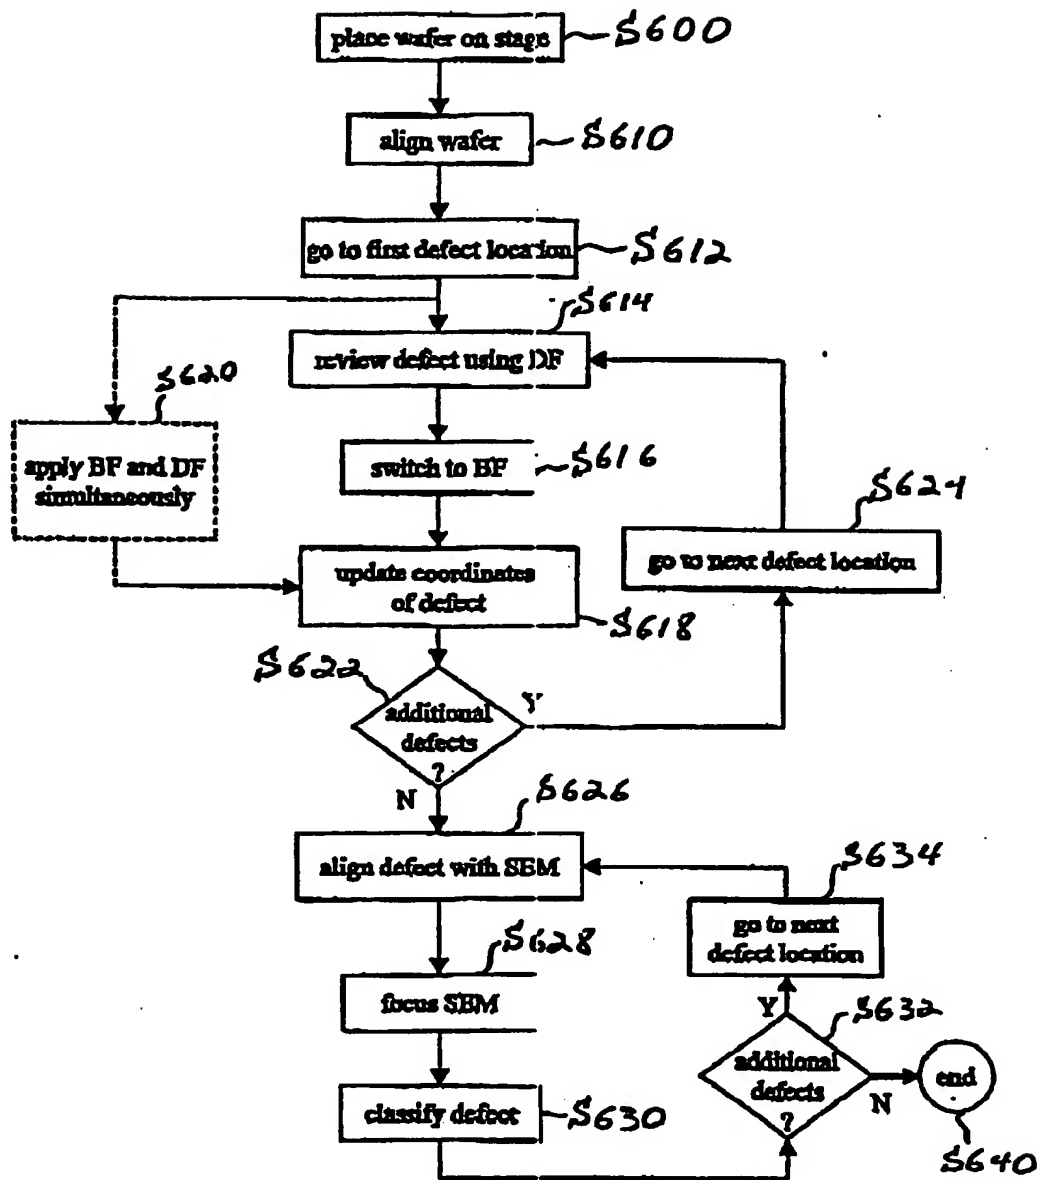 place wafer on stage
S600
align wafer
S610
go to first defect location
S612
S614
review defect using DF
S620
apply BF and DF
simultaneously
switch to BF
S616
S624
go to next defect location
update coordinates
of defect
S618
S622
additional
defects
?
Y
N
S626
align defect with SEM
S634
go to next
defect location
S628
focus SEM
Y
S632
additional
defects
?
N
end
classify defect
S630
S640